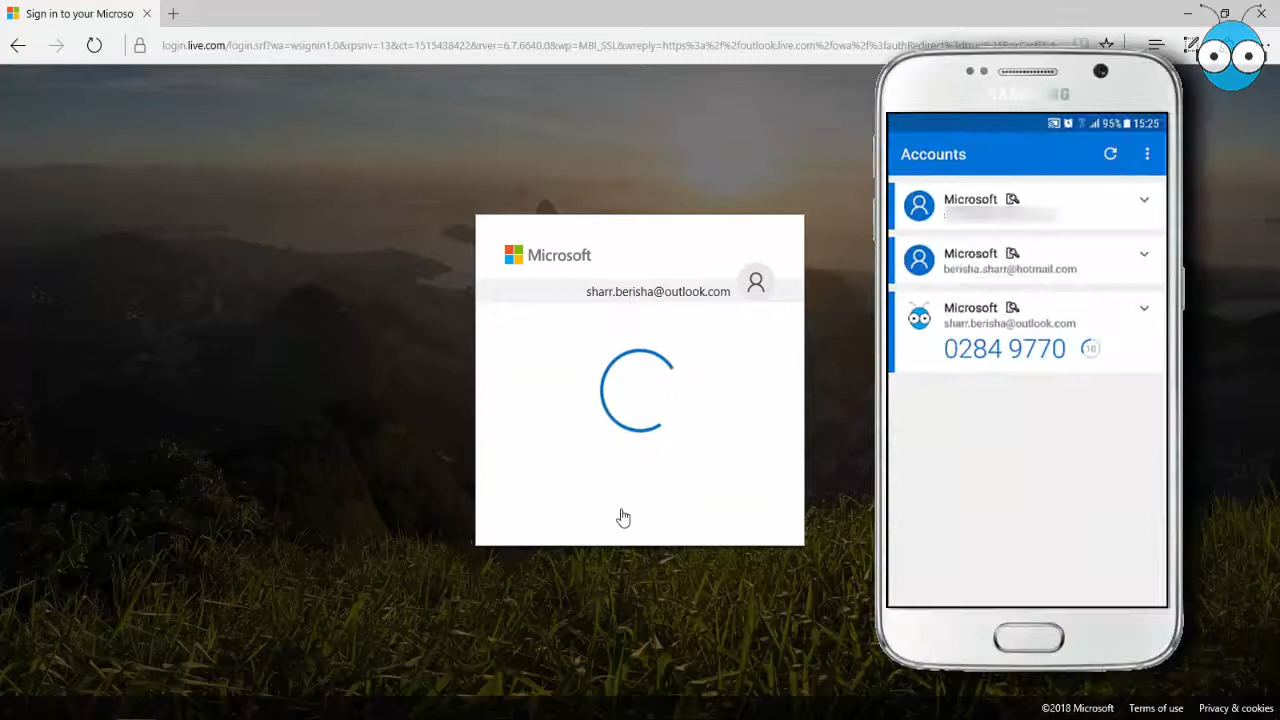 Sign in to your Microso
login.live.com/login.srf?wa=wsignin1.0&rpsnv=13&ct=1515438422&rver=6.7.6640.0&wp=MBI_SSL&wreply=https%3a%2f%2foutlook.live.com%2fowa%2f%3fauthRedirect%3dtrue
SAMSUNG
95% 15:25
Accounts
Microsoft
Microsoft
berisha.sharr@hotmail.com
Microsoft
sharr.berisha@outlook.com
0284 9770
10
Microsoft
sharr.berisha@outlook.com
©2018 Microsoft Terms of use Privacy & cookies